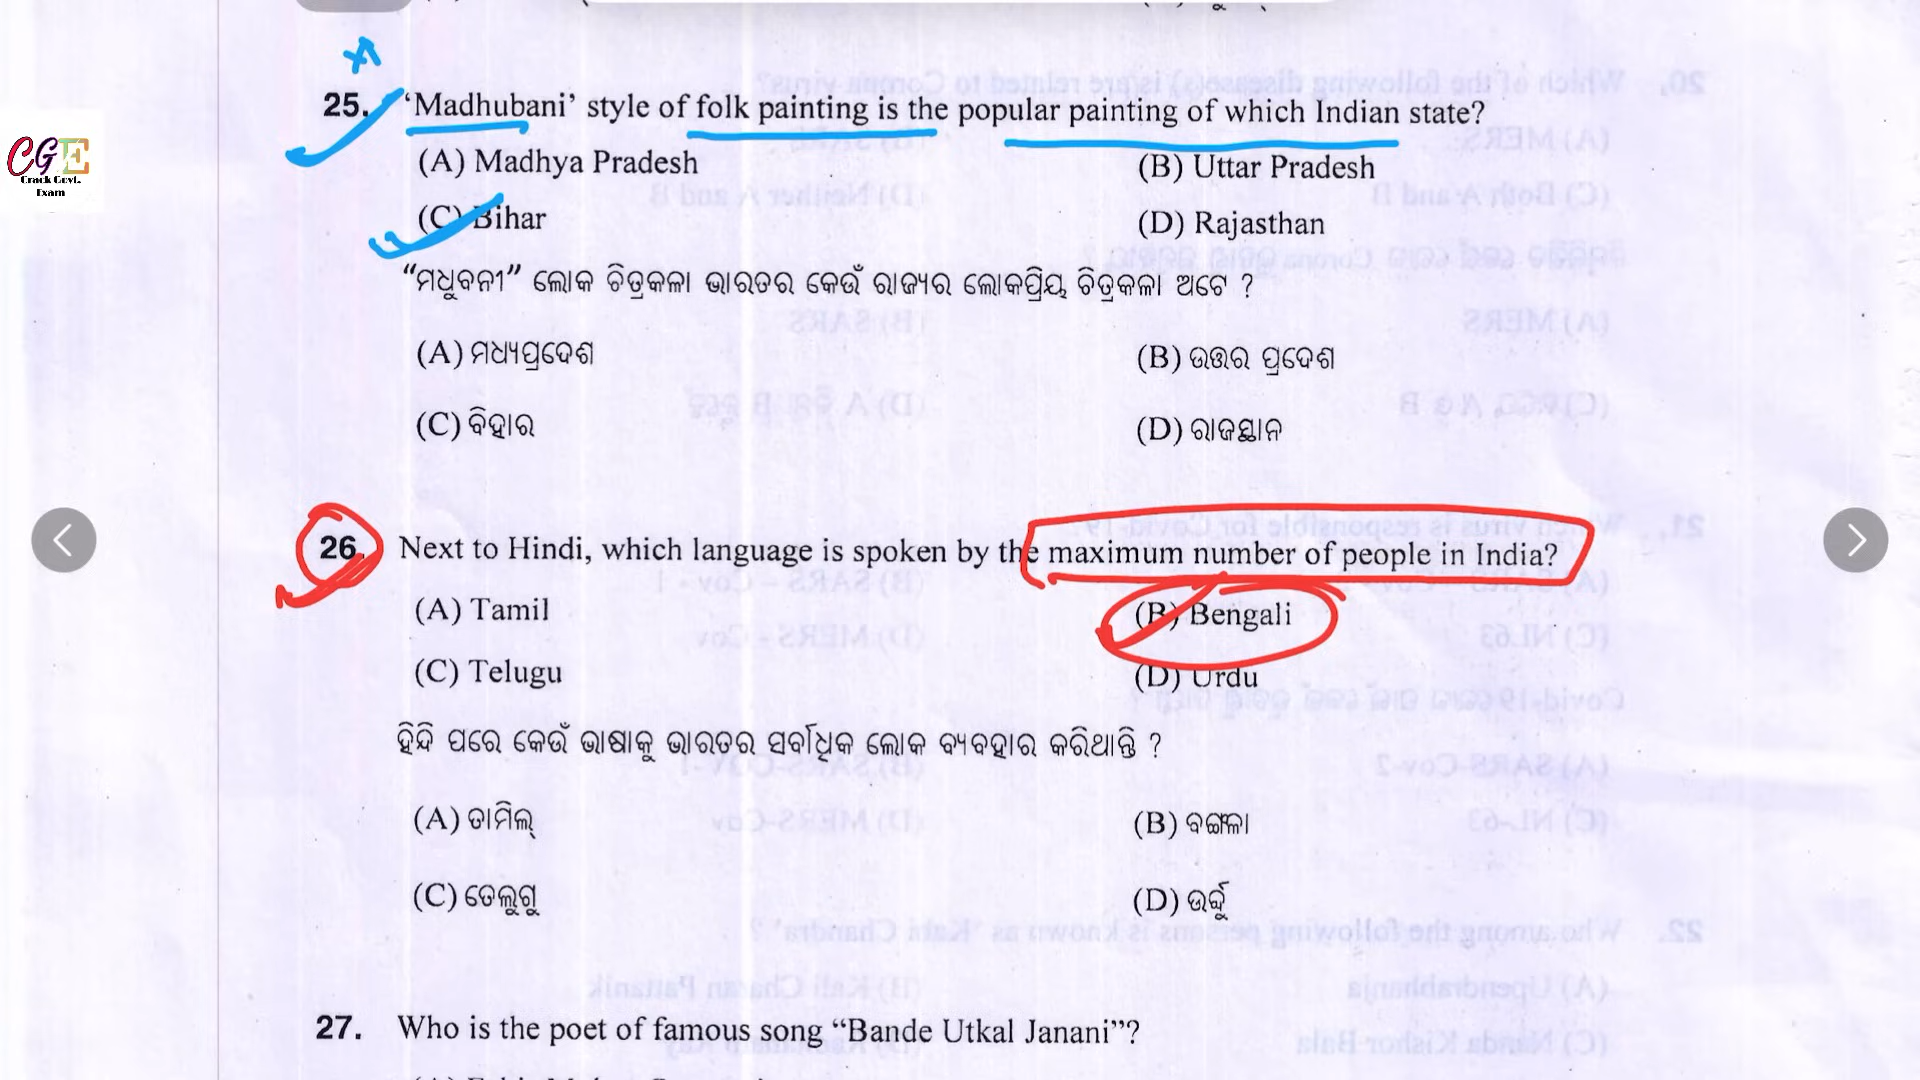 25. ‘Madhubani’ style of folk painting is the popular painting of which Indian state?
(A) Madhya Pradesh (B) Uttar Pradesh
(C) Bihar (D) Rajasthan
“ମଧୁବନୀ” ଲୋକ ଚିତ୍ରକଳା ଭାରତର କେଉଁ ରାଜ୍ୟର ଲୋକପ୍ରିୟ ଚିତ୍ରକଳା ଅଟେ ?
(A) ମଧ୍ୟପ୍ରଦେଶ (B) ଉତ୍ତର ପ୍ରଦେଶ
(C) ବିହାର (D) ରାଜସ୍ଥାନ
CGE
Crack Govt.
Exam
26. Next to Hindi, which language is spoken by the maximum number of people in India?
(A) Tamil (B) Bengali
(C) Telugu (D) Urdu
ହିନ୍ଦି ପରେ କେଉଁ ଭାଷାକୁ ଭାରତର ସର୍ବାଧିକ ଲୋକ ବ୍ୟବହାର କରିଥାନ୍ତି ?
(A) ତାମିଲ୍ (B) ବଙ୍ଗଳା
(C) ତେଲୁଗୁ (D) ଉର୍ଦ୍ଦୁ
27. Who is the poet of famous song “Bande Utkal Janani”?